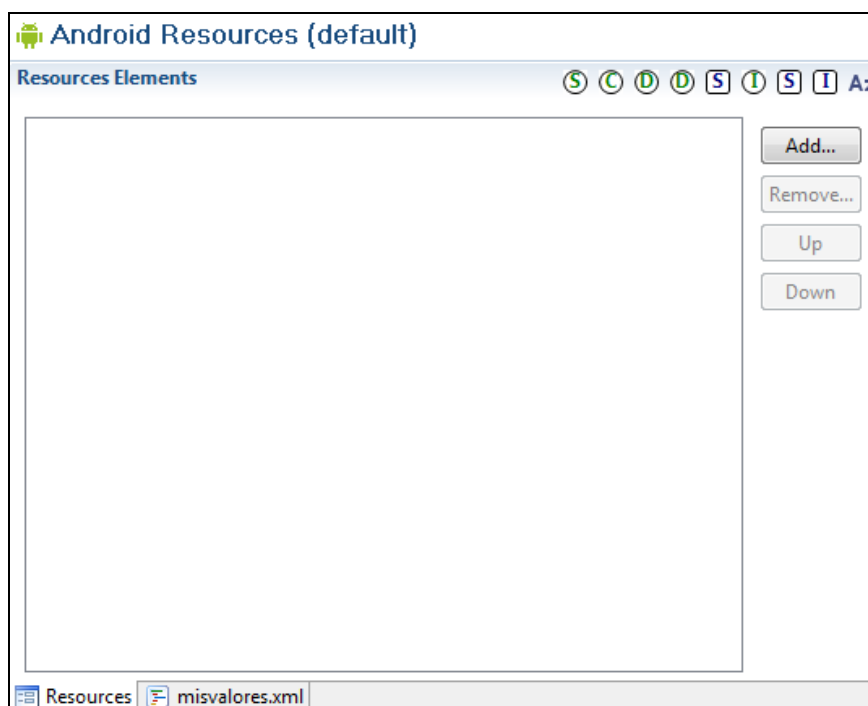 Android Resources (default)
Resources Elements
S C D D S I S I Az
Add...
Remove...
Up
Down
Resources misvalores.xml